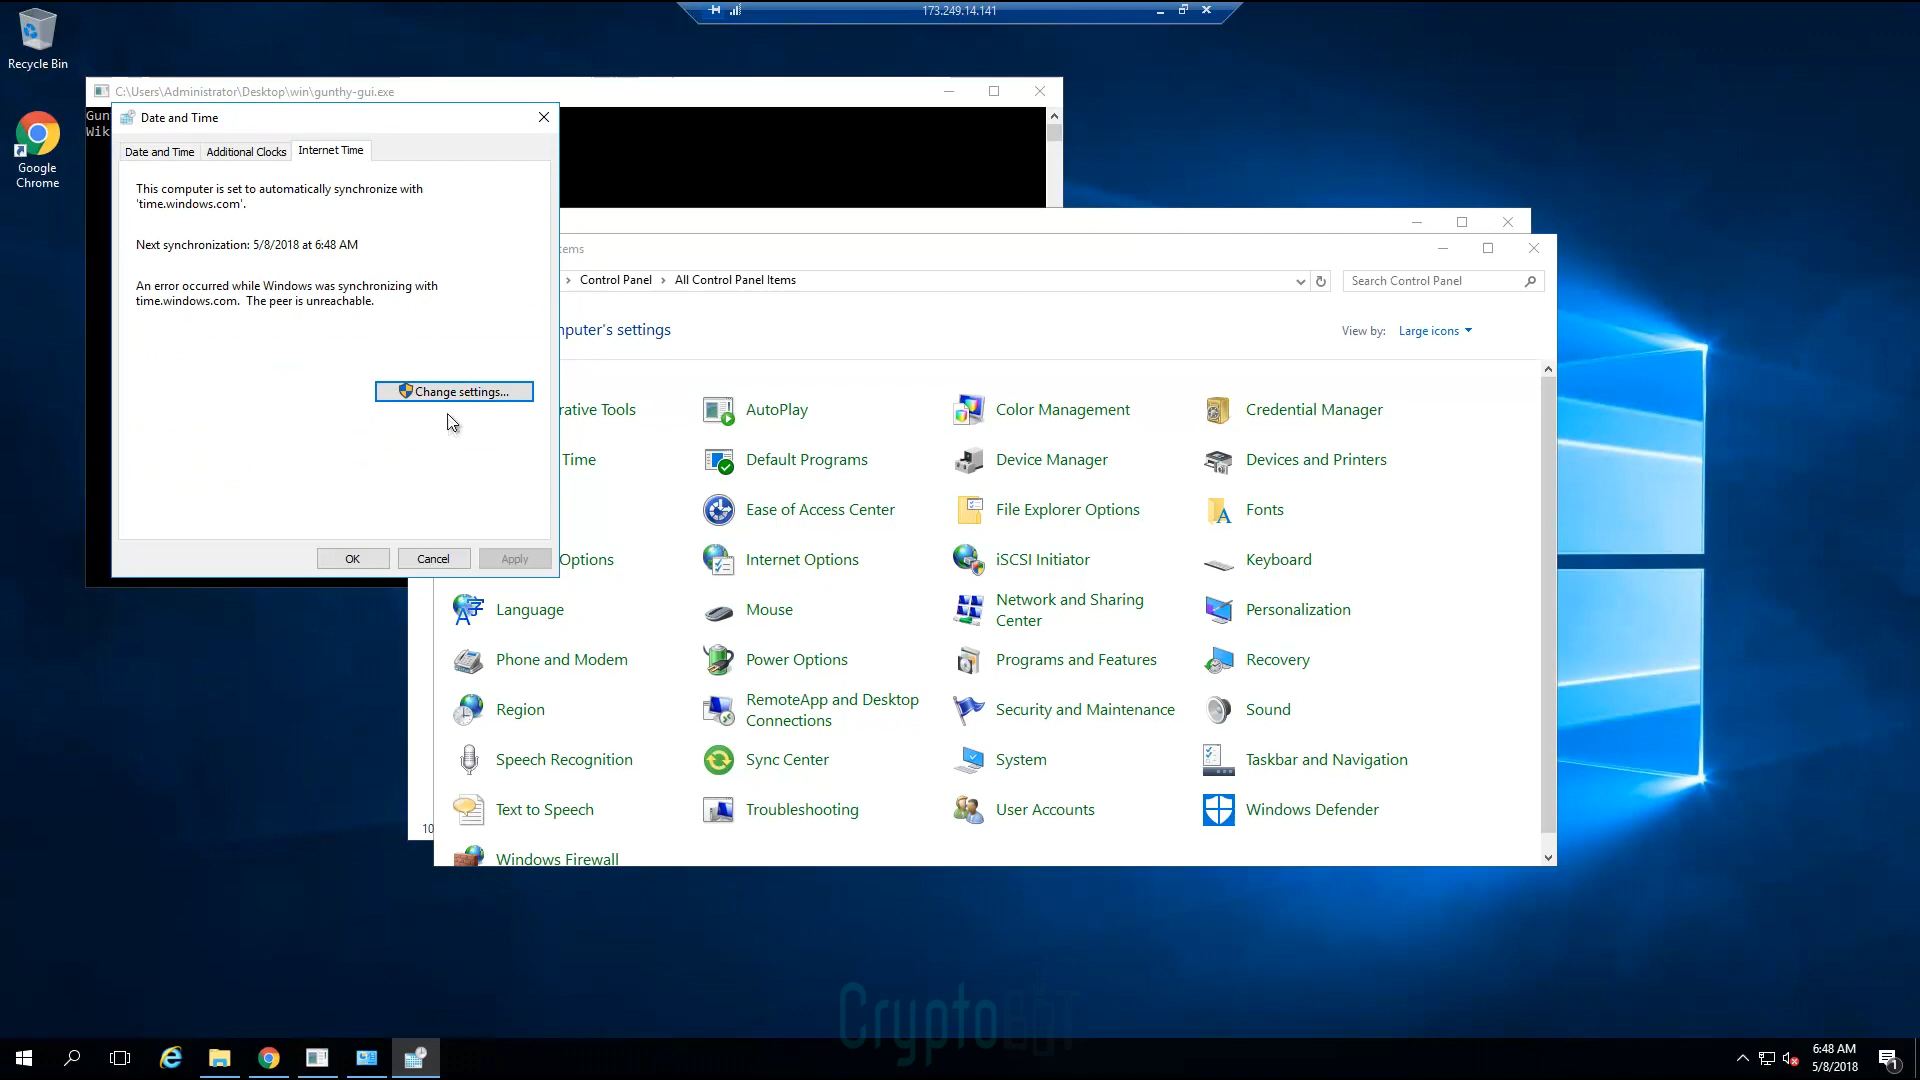 173.249.14.141
Recycle Bin
Google
Chrome
C:\Users\Administrator\Desktop\win\gunthy-gui.exe
Gun
Wik
Date and Time
Date and Time
Additional Clocks
Internet Time
This computer is set to automatically synchronize with
'time.windows.com'.
Next synchronization: 5/8/2018 at 6:48 AM
An error occurred while Windows was synchronizing with
time.windows.com.  The peer is unreachable.
Change settings...
OK
Cancel
Apply
tems
Control Panel
All Control Panel Items
Search Control Panel
mputer's settings
View by:
Large icons
rative Tools
AutoPlay
Color Management
Credential Manager
Time
Default Programs
Device Manager
Devices and Printers
Ease of Access Center
File Explorer Options
Fonts
Options
Internet Options
iSCSI Initiator
Keyboard
Language
Mouse
Network and Sharing
Center
Personalization
Phone and Modem
Power Options
Programs and Features
Recovery
Region
RemoteApp and Desktop
Connections
Security and Maintenance
Sound
Speech Recognition
Sync Center
System
Taskbar and Navigation
Text to Speech
Troubleshooting
User Accounts
Windows Defender
10
Windows Firewall
CryptoBOT
6:48 AM
5/8/2018
1